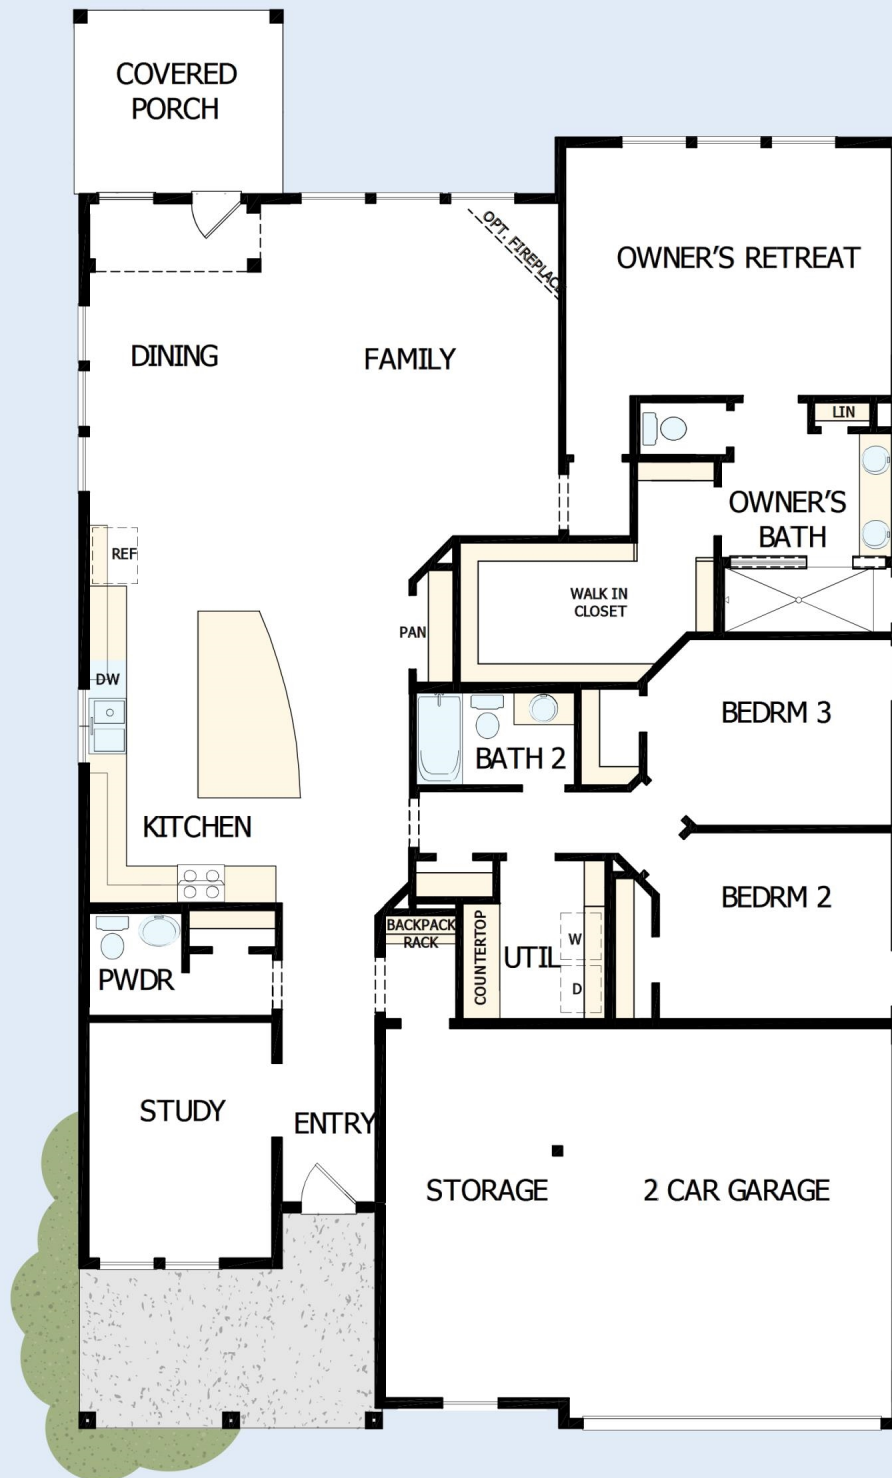 COVERED
PORCH
OPT. FIREPLACE
OWNER'S RETREAT
DINING
FAMILY
LIN
OWNER'S
BATH
REF
WALK IN
CLOSET
PAN
DW
BEDRM 3
BATH 2
KITCHEN
BEDRM 2
BACKPACK
RACK
COUNTERTOP
W
UTIL
PWDR
D
STUDY
ENTRY
STORAGE
2 CAR GARAGE